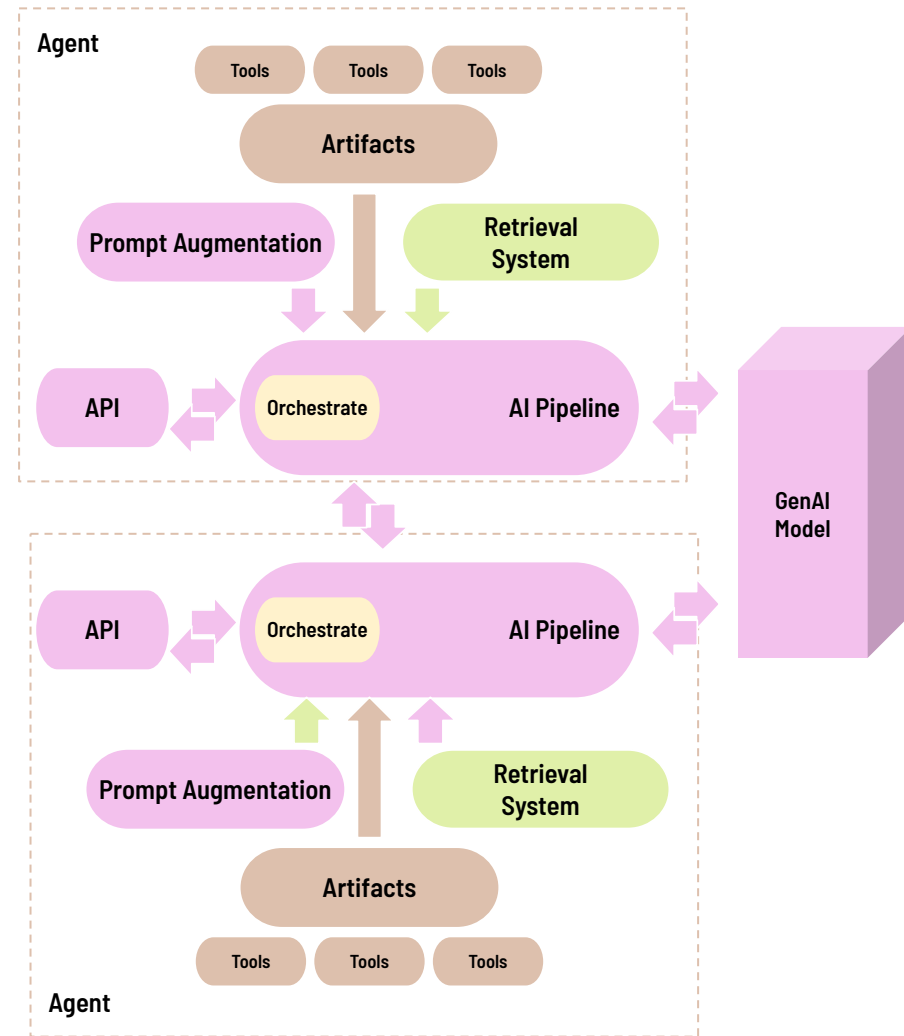 Agent
Tools
Tools
Tools
Artifacts
Prompt Augmentation
Retrieval
System
API
Orchestrate
AI Pipeline
GenAI
Model
API
Orchestrate
AI Pipeline
Prompt Augmentation
Retrieval
System
Artifacts
Tools
Tools
Tools
Agent